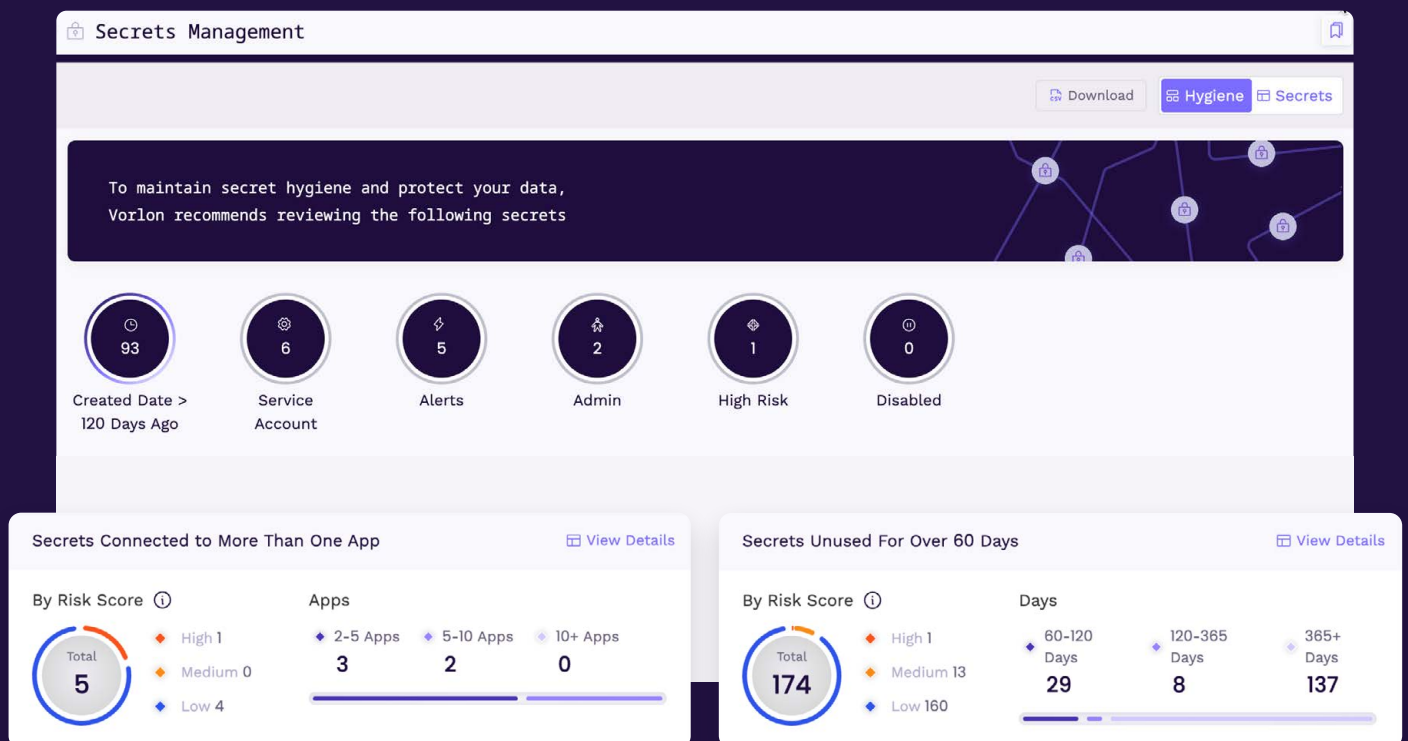 Secrets Management
CSV Download
Hygiene
Secrets
To maintain secret hygiene and protect your data,
Vorlon recommends reviewing the following secrets
93
6
5
2
1
0
Created Date >
120 Days Ago
Service
Account
Alerts
Admin
High Risk
Disabled
Secrets Connected to More Than One App
View Details
By Risk Score
Total
5
High 1
Medium 0
Low 4
Apps
2-5 Apps
3
5-10 Apps
2
10+ Apps
0
Secrets Unused For Over 60 Days
View Details
By Risk Score
Total
174
High 1
Medium 13
Low 160
Days
60-120
Days
29
120-365
Days
8
365+
Days
137